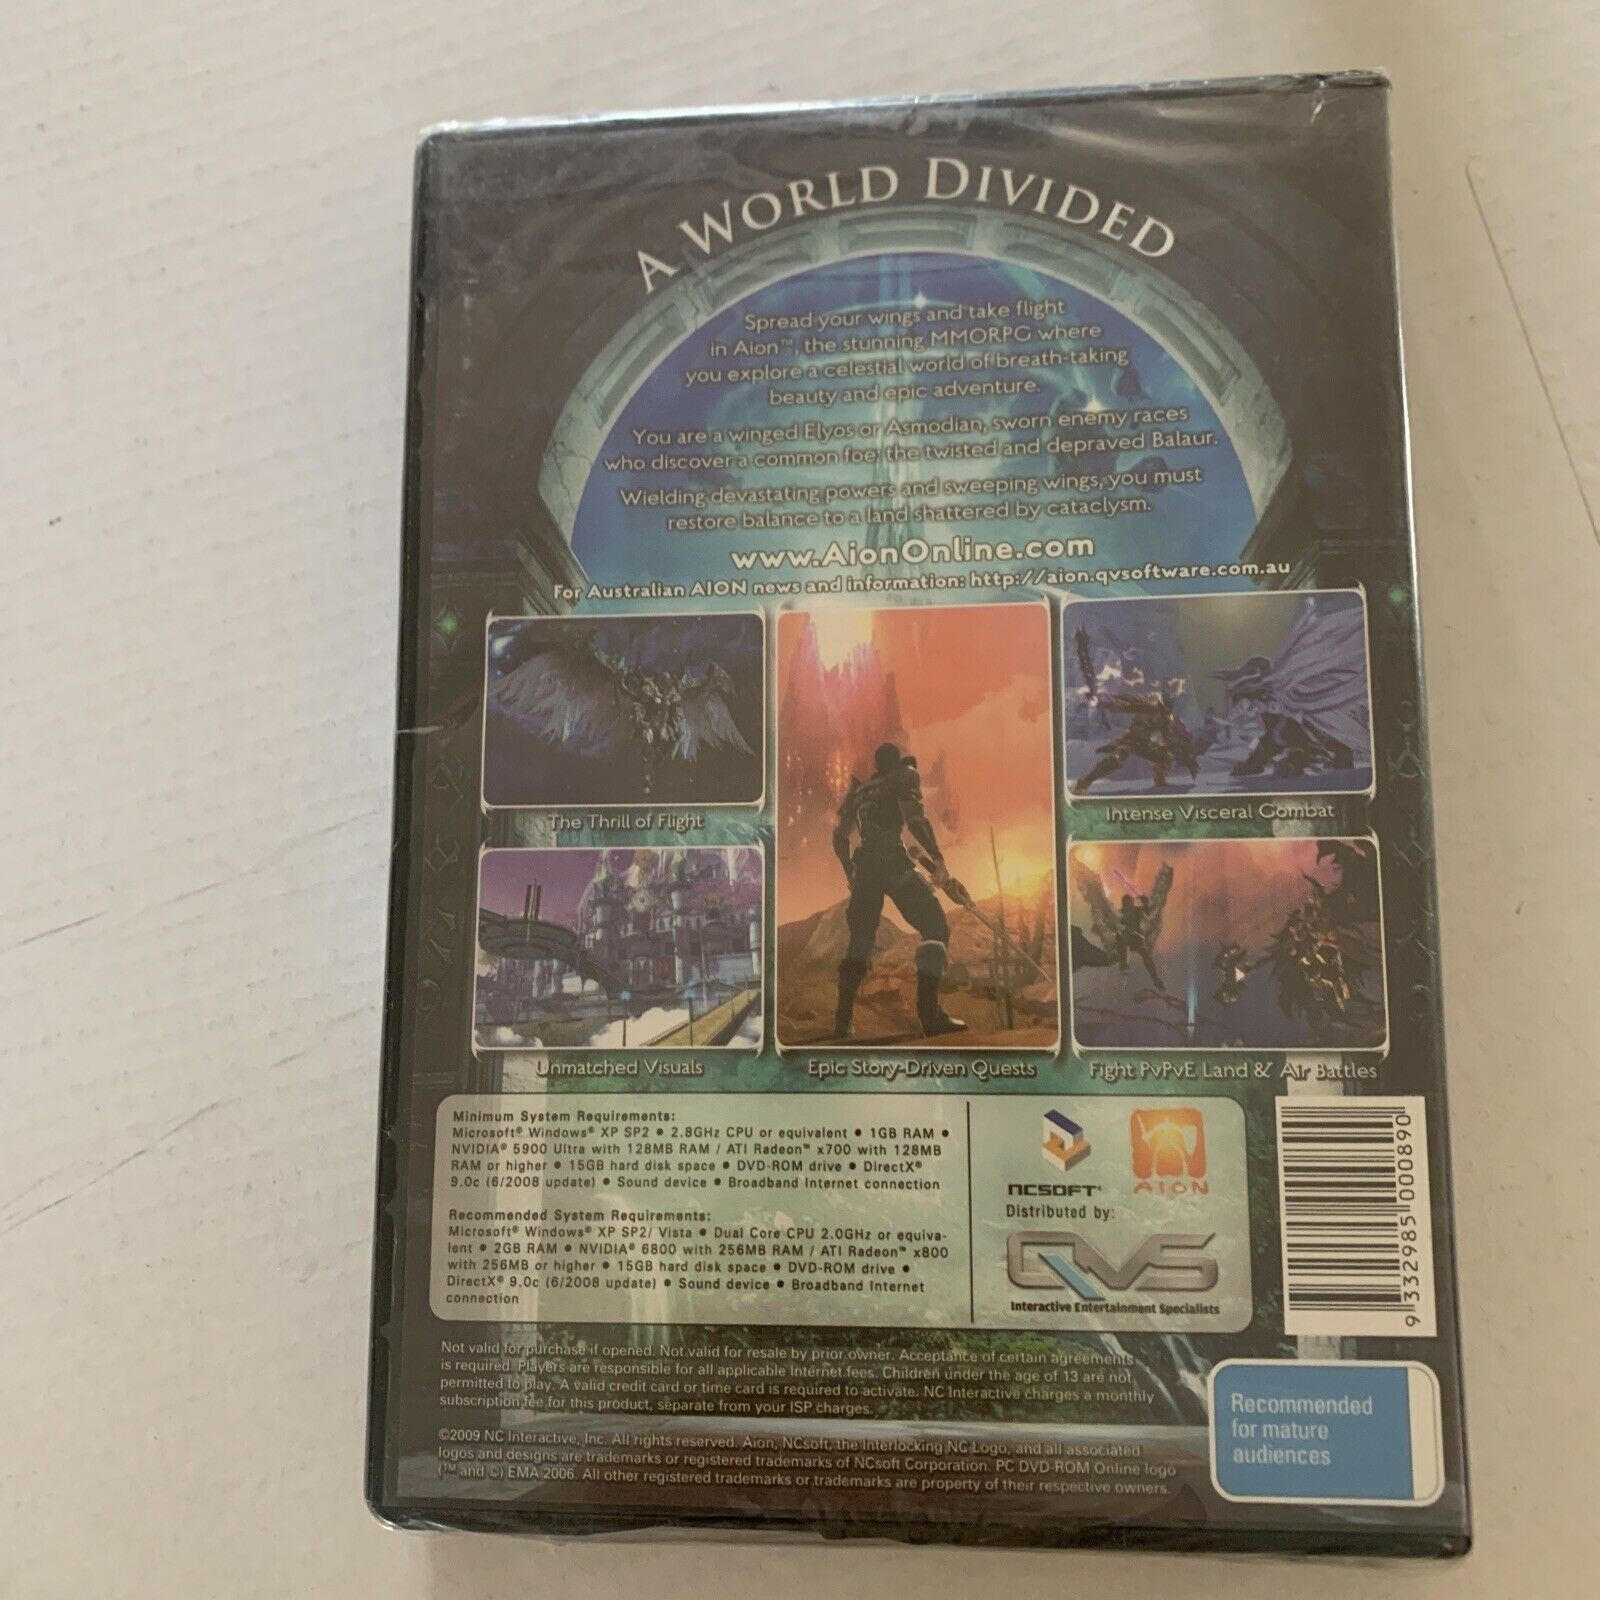 A WORLD DIVIDED
Spread your wings and take flight
in Aion™, the stunning MMORPG where
you explore a celestial world of breath-taking
beauty and epic adventure.
You are a winged Elyos or Asmodian, sworn enemy races
who discover a common foe: the twisted and depraved Balaur.
Wielding devastating powers and sweeping wings, you must
restore balance to a land shattered by cataclysm.
www.AionOnline.com
For Australian AION news and information: http://aion.qvsoftware.com.au
The Thrill of Flight
Intense Visceral Combat
Unmatched Visuals
Epic Story-Driven Quests
Fight PvPvE Land & Air Battles
Minimum System Requirements:
Microsoft® Windows® XP SP2 • 2.8GHz CPU or equivalent • 1GB RAM •
NVIDIA® 5900 Ultra with 128MB RAM / ATI Radeon™ x700 with 128MB
RAM or higher • 15GB hard disk space • DVD-ROM drive • DirectX®
9.0c (6/2008 update) • Sound device • Broadband Internet connection
Recommended System Requirements:
Microsoft® Windows® XP SP2/ Vista • Dual Core CPU 2.0GHz or equiva-
lent • 2GB RAM • NVIDIA® 6800 with 256MB RAM / ATI Radeon™ x800
with 256MB or higher • 15GB hard disk space • DVD-ROM drive •
DirectX® 9.0c (6/2008 update) • Sound device • Broadband Internet
connection
NCSOFT®
AION
Distributed by:
QVS
Interactive Entertainment Specialists
9 332985 000890
Not valid for purchase if opened. Not valid for resale by prior owner. Acceptance of certain agreements
is required. Players are responsible for all applicable Internet fees. Children under the age of 13 are not
permitted to play. A valid credit card or time card is required to activate. NC Interactive charges a monthly
subscription fee for this product, separate from your ISP charges.
©2009 NC Interactive, Inc. All rights reserved. Aion, NCsoft, the Interlocking NC Logo, and all associated
logos and designs are trademarks or registered trademarks of NCsoft Corporation. PC DVD-ROM Online logo
(™ and ©) EMA 2006. All other registered trademarks or trademarks are property of their respective owners.
Recommended
for mature
audiences